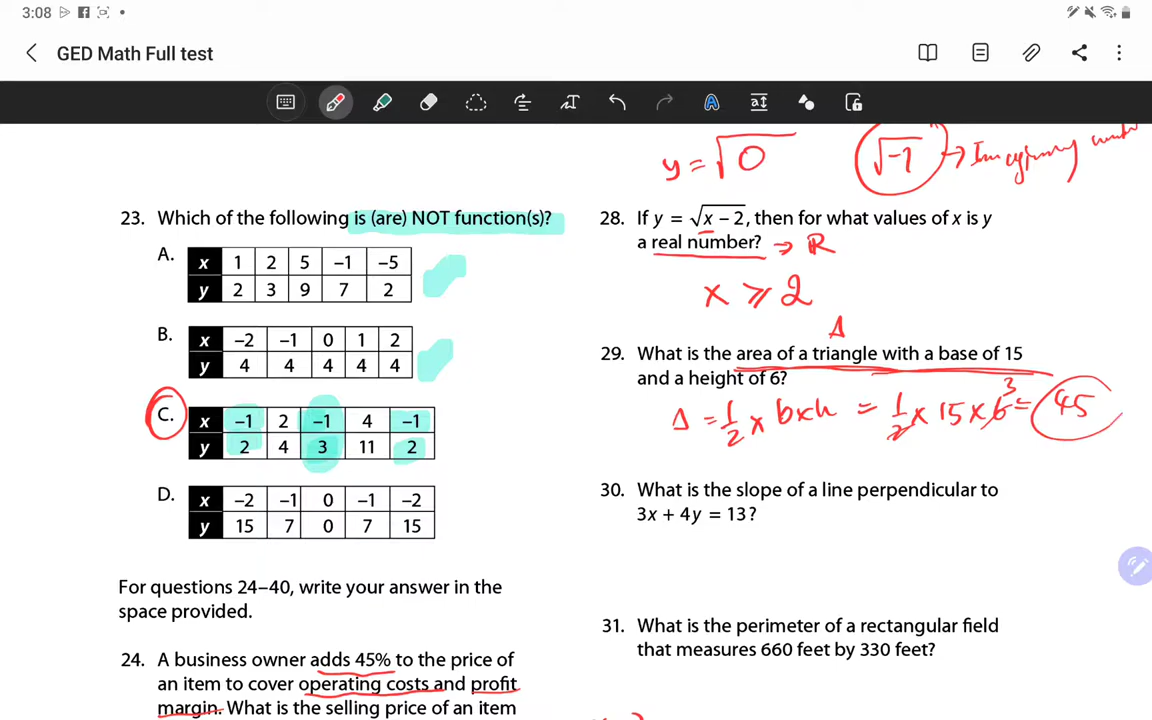 3:08
GED Math Full test
y = √0
√-1 → Imaginary
23. Which of the following is (are) NOT function(s)?
A.
x 1 2 5 –1 –5
y 2 3 9 7 2
B.
x –2 –1 0 1 2
y 4 4 4 4 4
C.
x –1 2 –1 4 –1
y 2 4 3 11 2
D.
x –2 –1 0 –1 –2
y 15 7 0 7 15
For questions 24–40, write your answer in the
space provided.
24. A business owner adds 45% to the price of
an item to cover operating costs and profit
margin. What is the selling price of an item
28. If y = √x – 2, then for what values of x is y
a real number? → R
x ≥ 2
Δ
29. What is the area of a triangle with a base of 15
and a height of 6?
Δ = 1/2 × b×h = 1/2 × 15 × 6 3 = 45
30. What is the slope of a line perpendicular to
3x + 4y = 13?
31. What is the perimeter of a rectangular field
that measures 660 feet by 330 feet?